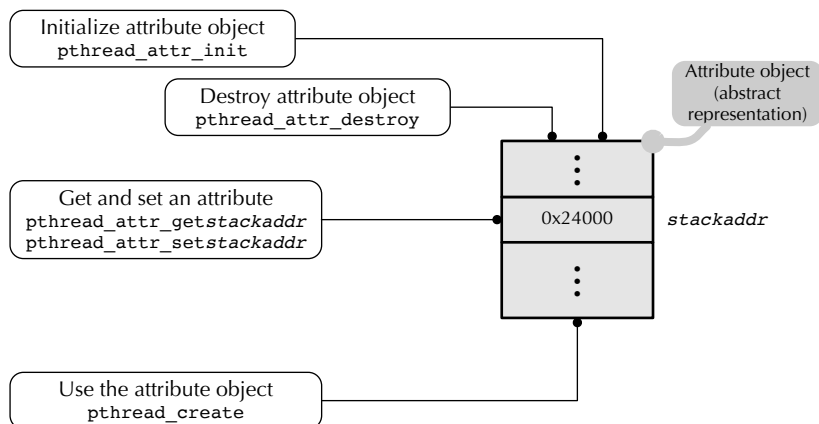 Initialize attribute object
pthread_attr_init
Destroy attribute object
pthread_attr_destroy
Attribute object
(abstract
representation)
Get and set an attribute
pthread_attr_getstackaddr
pthread_attr_setstackaddr
0x24000
stackaddr
Use the attribute object
pthread_create